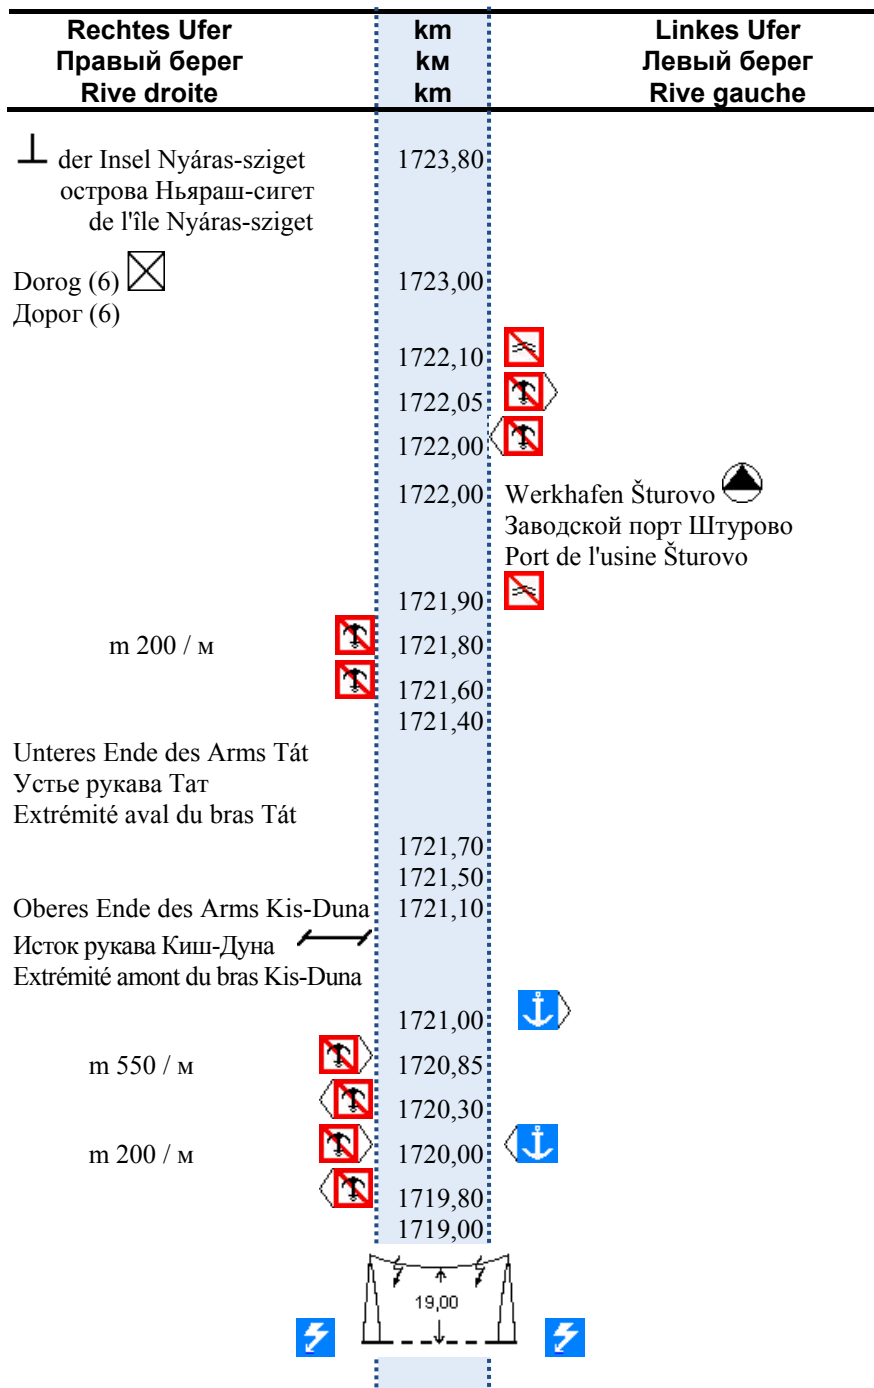 Rechtes Ufer km Linkes Ufer
Правый берег км Левый берег
Rive droite km Rive gauche
der Insel Nyáras-sziget 1723,80
острова Ньяраш-сигет
de l'île Nyáras-sziget
Dorog (6) 1723,00
Дорог (6)
1722,10
1722,05
1722,00
1722,00 Werkhafen Šturovo
Заводской порт Штурово
Port de l'usine Šturovo
1721,90
m 200 / м 1721,80
1721,60
1721,40
Unteres Ende des Arms Tát
Устье рукава Тат
Extrémité aval du bras Tát
1721,70
1721,50
Oberes Ende des Arms Kis-Duna 1721,10
Исток рукава Киш-Дуна
Extrémité amont du bras Kis-Duna
1721,00
m 550 / м 1720,85
1720,30
m 200 / м 1720,00
1719,80
1719,00
19,00